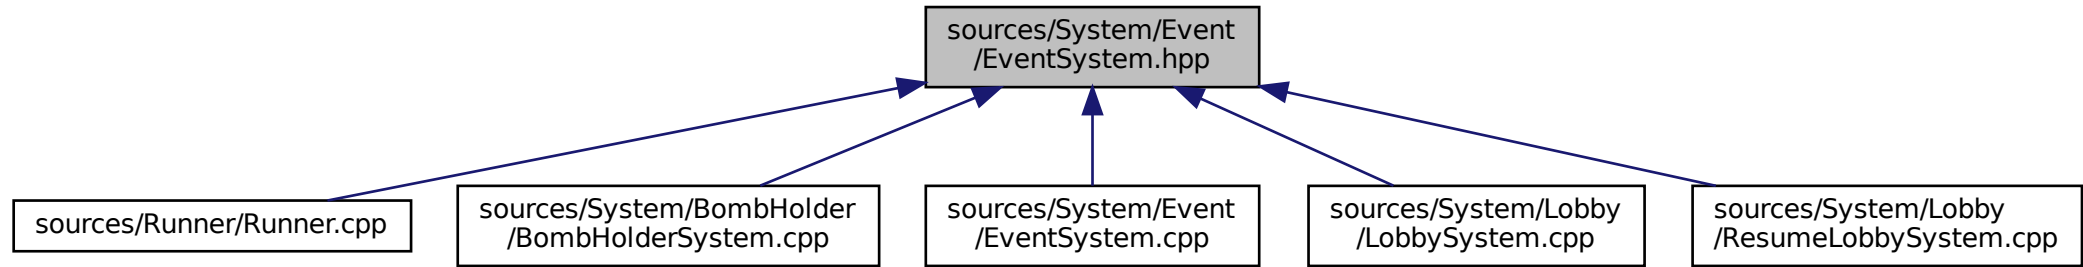 sources/System/Event
/EventSystem.hpp
sources/Runner/Runner.cpp
sources/System/BombHolder
/BombHolderSystem.cpp
sources/System/Event
/EventSystem.cpp
sources/System/Lobby
/LobbySystem.cpp
sources/System/Lobby
/ResumeLobbySystem.cpp